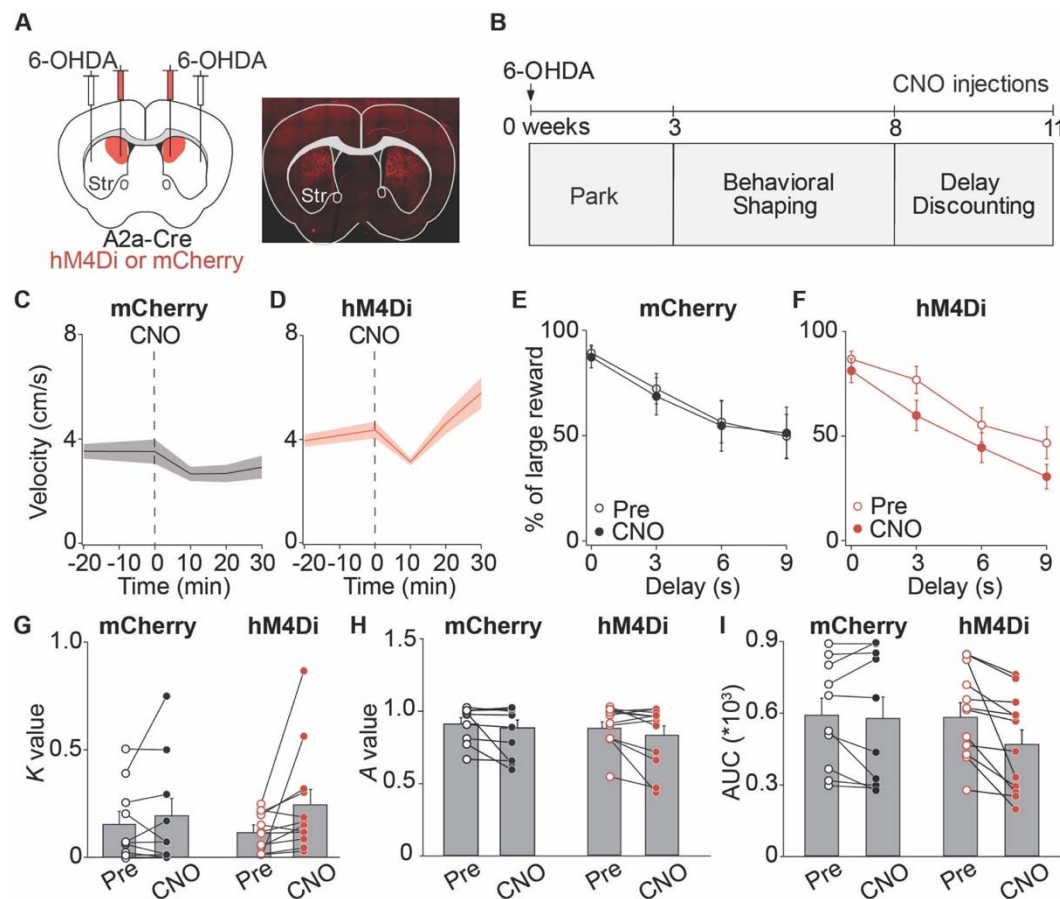 A
6-OHDA 6-OHDA
Str
Str
A2a-Cre
hM4Di or mCherry
B
6-OHDA
CNO injections
0 weeks 3 8 11
Park
Behavioral
Shaping
Delay
Discounting
C
mCherry
CNO
8
4
0
Velocity (cm/s)
-20 -10 0 10 20 30
Time (min)
D
hM4Di
CNO
8
4
0
-20 -10 0 10 20 30
Time (min)
E
mCherry
100
50
0
% of large reward
Pre
CNO
0 3 6 9
Delay (s)
F
hM4Di
100
50
0
Pre
CNO
0 3 6 9
Delay (s)
G
mCherry hM4Di
1.0
0.5
0
K value
Pre CNO Pre CNO
H
mCherry hM4Di
1.5
1.0
0.5
0
A value
Pre CNO Pre CNO
I
mCherry hM4Di
0.9
0.6
0.3
0
AUC (*10³)
Pre CNO Pre CNO